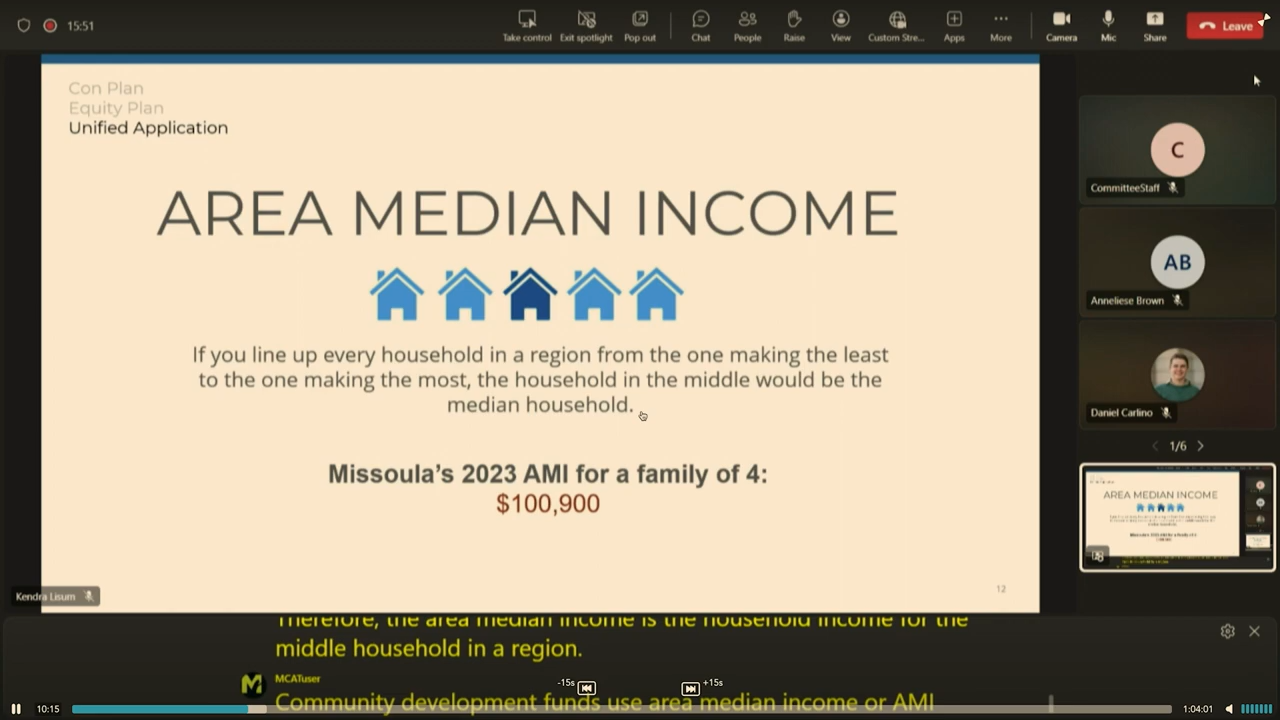 15:51
Take control
Exit spotlight
Pop out
Chat
People
Raise
View
Custom Stre...
Apps
More
Camera
Mic
Share
Leave
Con Plan
Equity Plan
Unified Application
AREA MEDIAN INCOME
If you line up every household in a region from the one making the least
to the one making the most, the household in the middle would be the
median household.
Missoula's 2023 AMI for a family of 4:
$100,900
12
Kendra Lisum
C
CommitteeStaff
AB
Anneliese Brown
Daniel Carlino
1/6
AREA MEDIAN INCOME
Therefore, the area median income is the household income for the
middle household in a region.
MCATuser
Community development funds use area median income or AMI
-15s
+15s
10:15
1:04:01